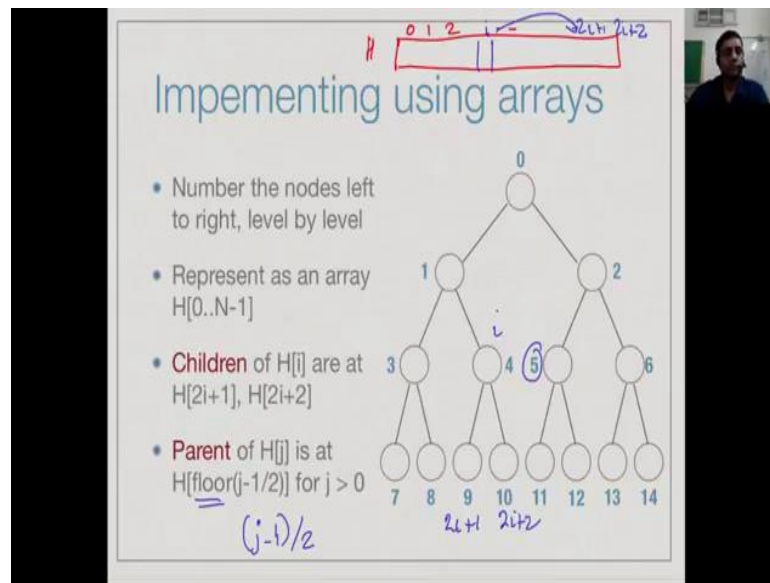 0 1 2 i - 2i+1 2i+2
H
Impementing using arrays
• Number the nodes left
to right, level by level
• Represent as an array
H[0..N-1]
• Children of H[i] are at
H[2i+1], H[2i+2]
• Parent of H[j] is at
H[floor(j-1/2)] for j > 0
(j-1)/2
0
1 2
i
3 4 5 6
7 8 9 10 11 12 13 14
2i+1 2i+2